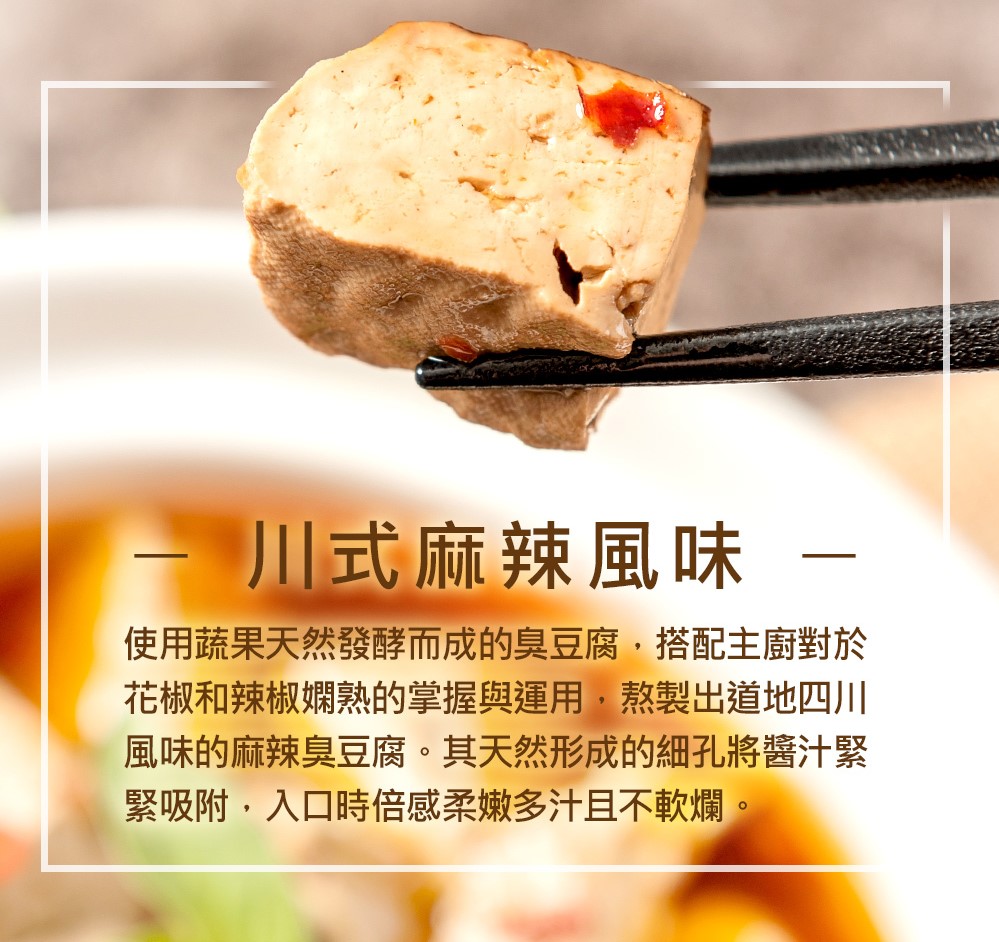 — 川式麻辣風味 —
使用蔬果天然發酵而成的臭豆腐，搭配主廚對於
花椒和辣椒嫻熟的掌握與運用，熬製出道地四川
風味的麻辣臭豆腐。其天然形成的細孔將醬汁緊
緊吸附，入口時倍感柔嫩多汁且不軟爛。